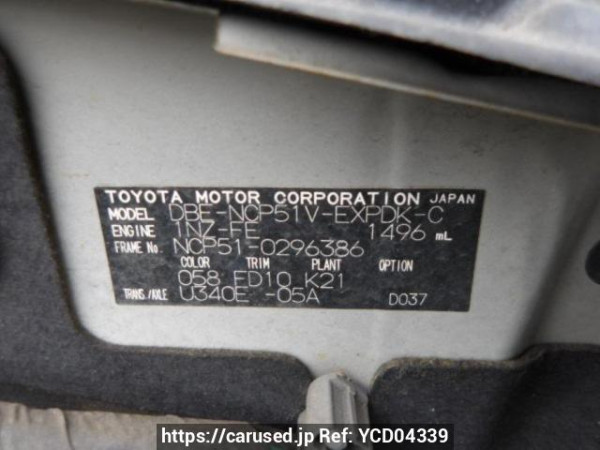 TOYOTA MOTOR CORPORATION JAPAN
MODEL DBE-NCP51V-EXPDK-C
ENGINE 1NZ-FE 1496 mL
FRAME No. NCP51-0296386
COLOR TRIM PLANT OPTION
058 FD10 K21
TRANS./AXLE U340E -05A D037
https://carused.jp Ref: YCD04339